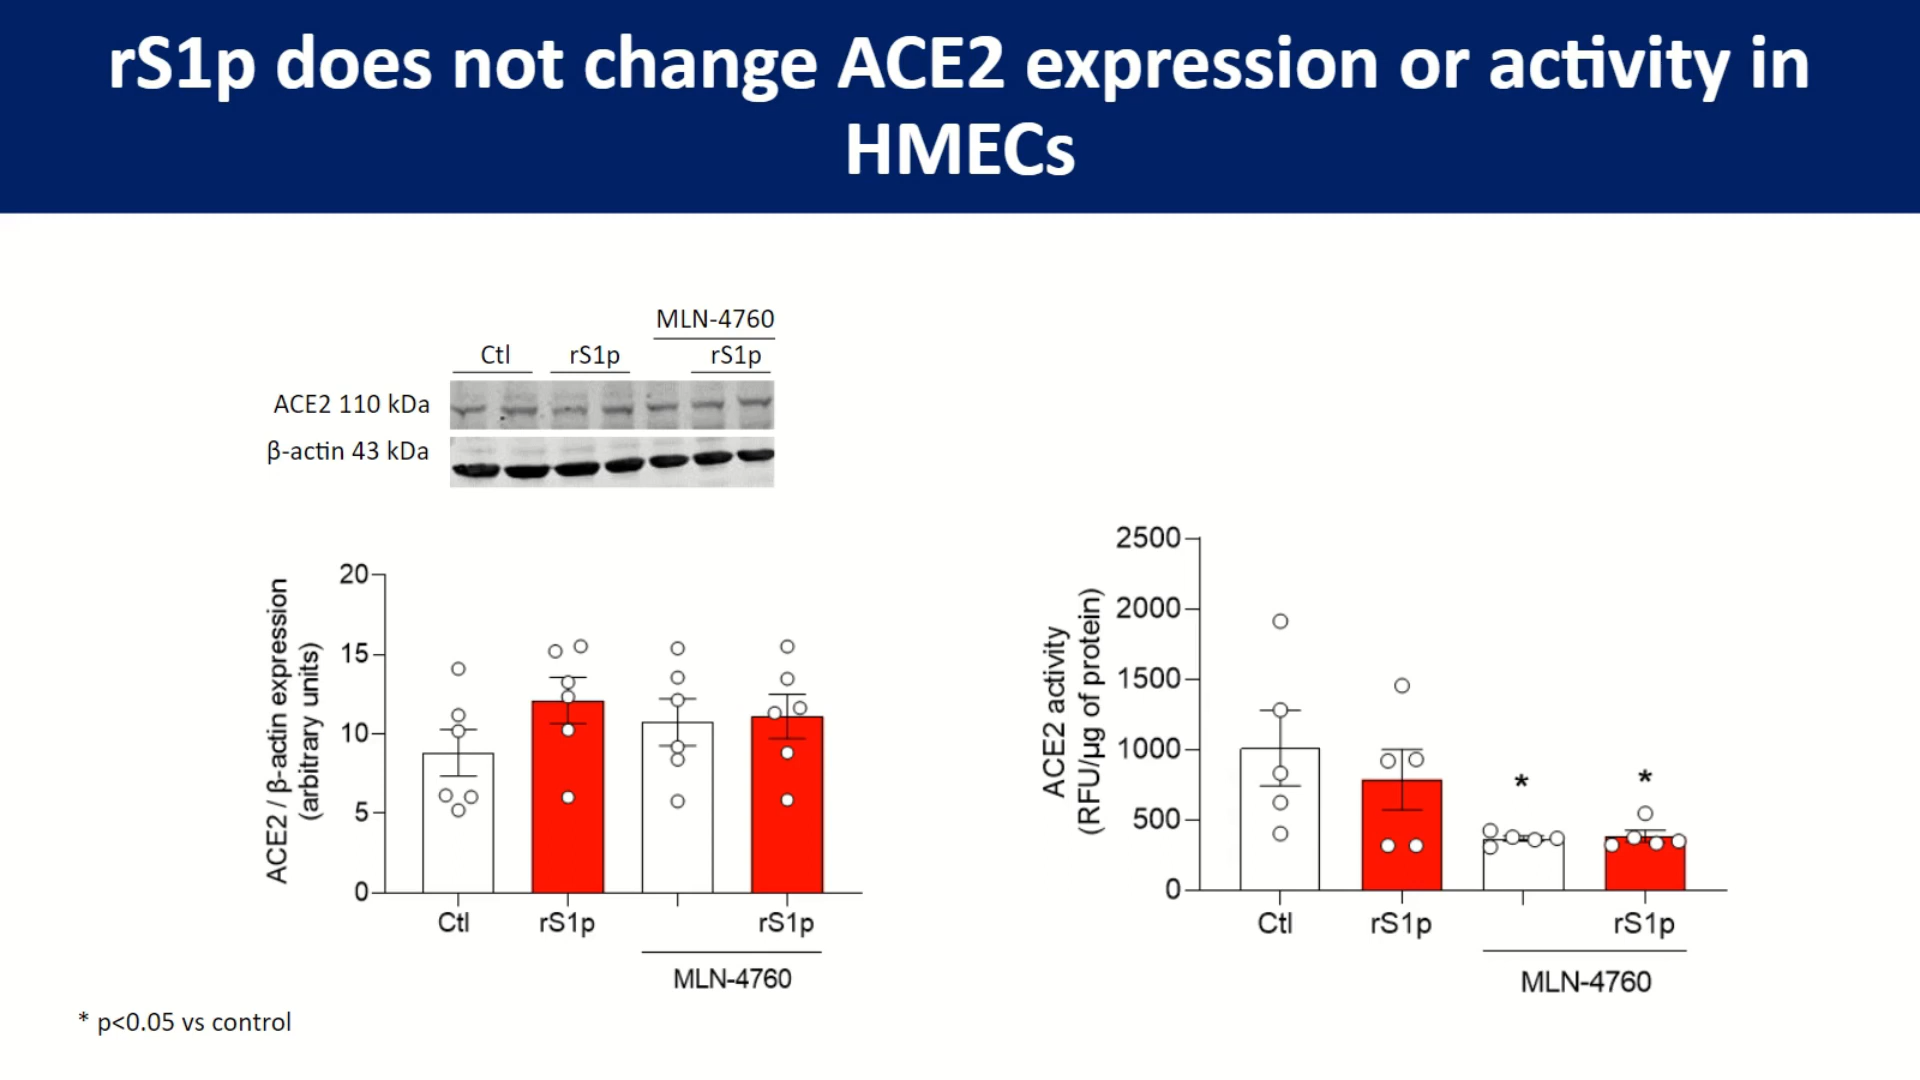 rS1p does not change ACE2 expression or activity in
HMECs
MLN-4760
Ctl rS1p rS1p
ACE2 110 kDa
β-actin 43 kDa
ACE2 / β-actin expression
(arbitrary units)
20
15
10
5
0
Ctl rS1p rS1p
MLN-4760
ACE2 activity
(RFU/µg of protein)
2500
2000
1500
1000
500
0
* *
Ctl rS1p rS1p
MLN-4760
* p<0.05 vs control